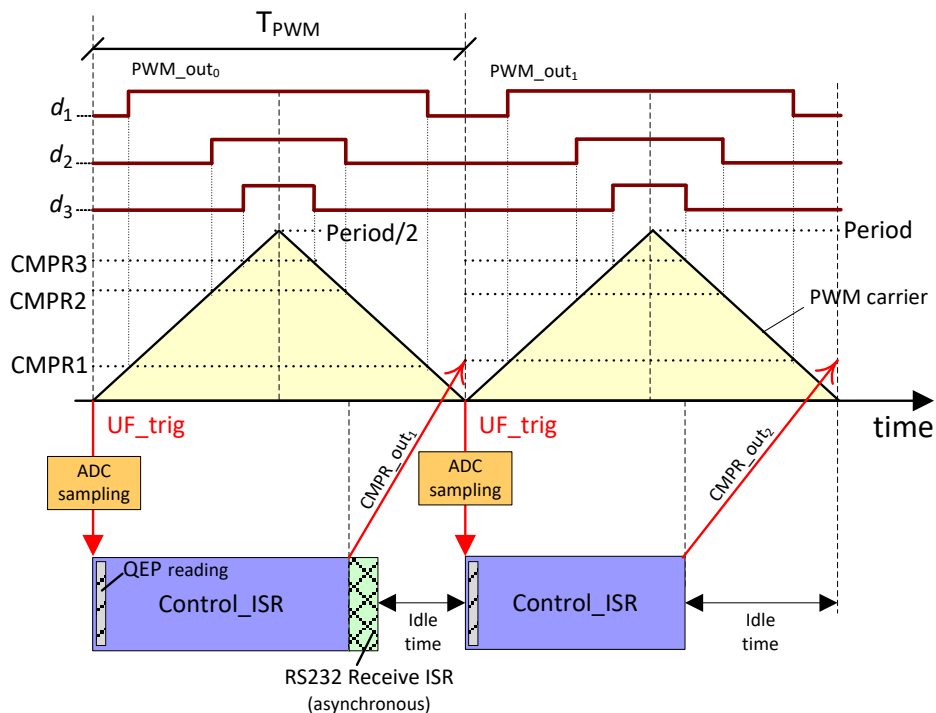 T_PWM
PWM_out₀
PWM_out₁
d₁
d₂
d₃
Period/2
Period
CMPR3
CMPR2
CMPR1
PWM carrier
time
UF_trig
UF_trig
ADC
sampling
ADC
sampling
CMPR_out₁
CMPR_out₂
QEP reading
Control_ISR
Control_ISR
Idle
time
Idle
time
RS232 Receive ISR
(asynchronous)